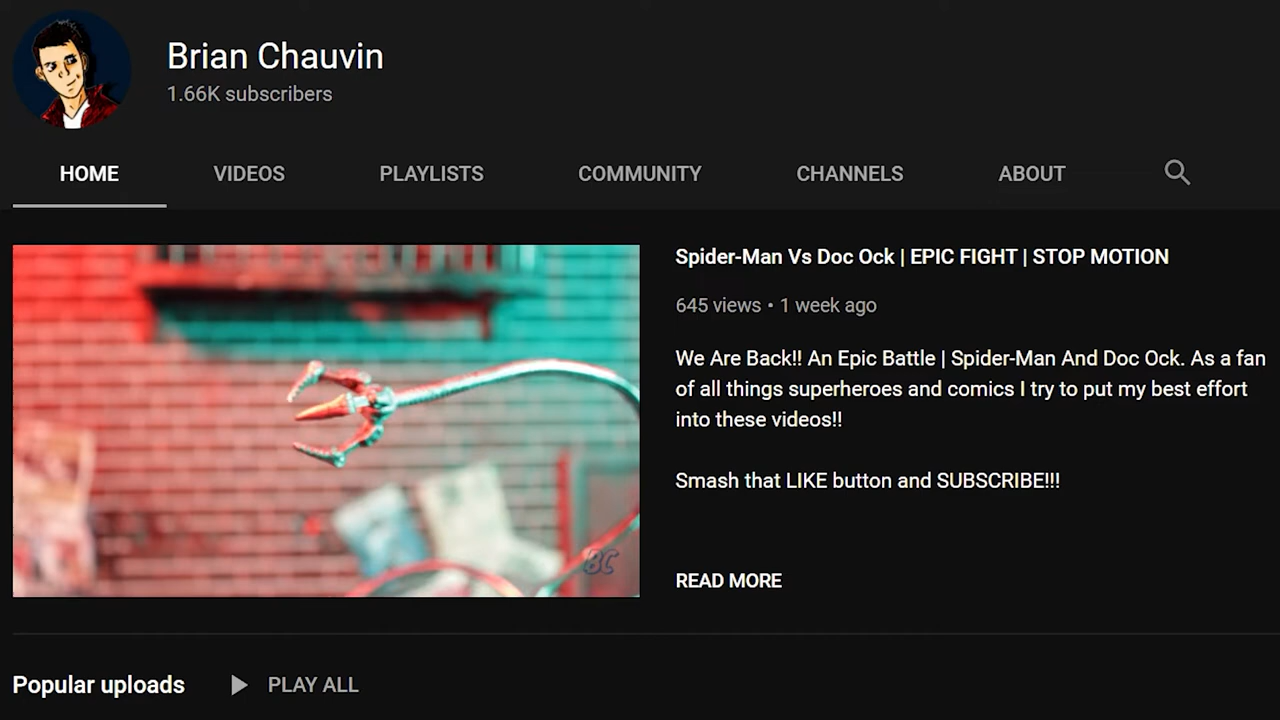 Brian Chauvin
1.66K subscribers
HOME VIDEOS PLAYLISTS COMMUNITY CHANNELS ABOUT
Spider-Man Vs Doc Ock | EPIC FIGHT | STOP MOTION
645 views • 1 week ago
We Are Back!! An Epic Battle | Spider-Man And Doc Ock. As a fan
of all things superheroes and comics I try to put my best effort
into these videos!!
Smash that LIKE button and SUBSCRIBE!!!
BC
READ MORE
Popular uploads PLAY ALL